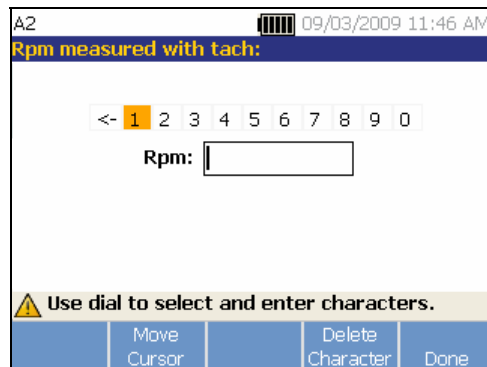 A2 09/03/2009 11:46 AM
Rpm measured with tach:
<- 1 2 3 4 5 6 7 8 9 0
Rpm:
Use dial to select and enter characters.
Move Cursor Delete Character Done